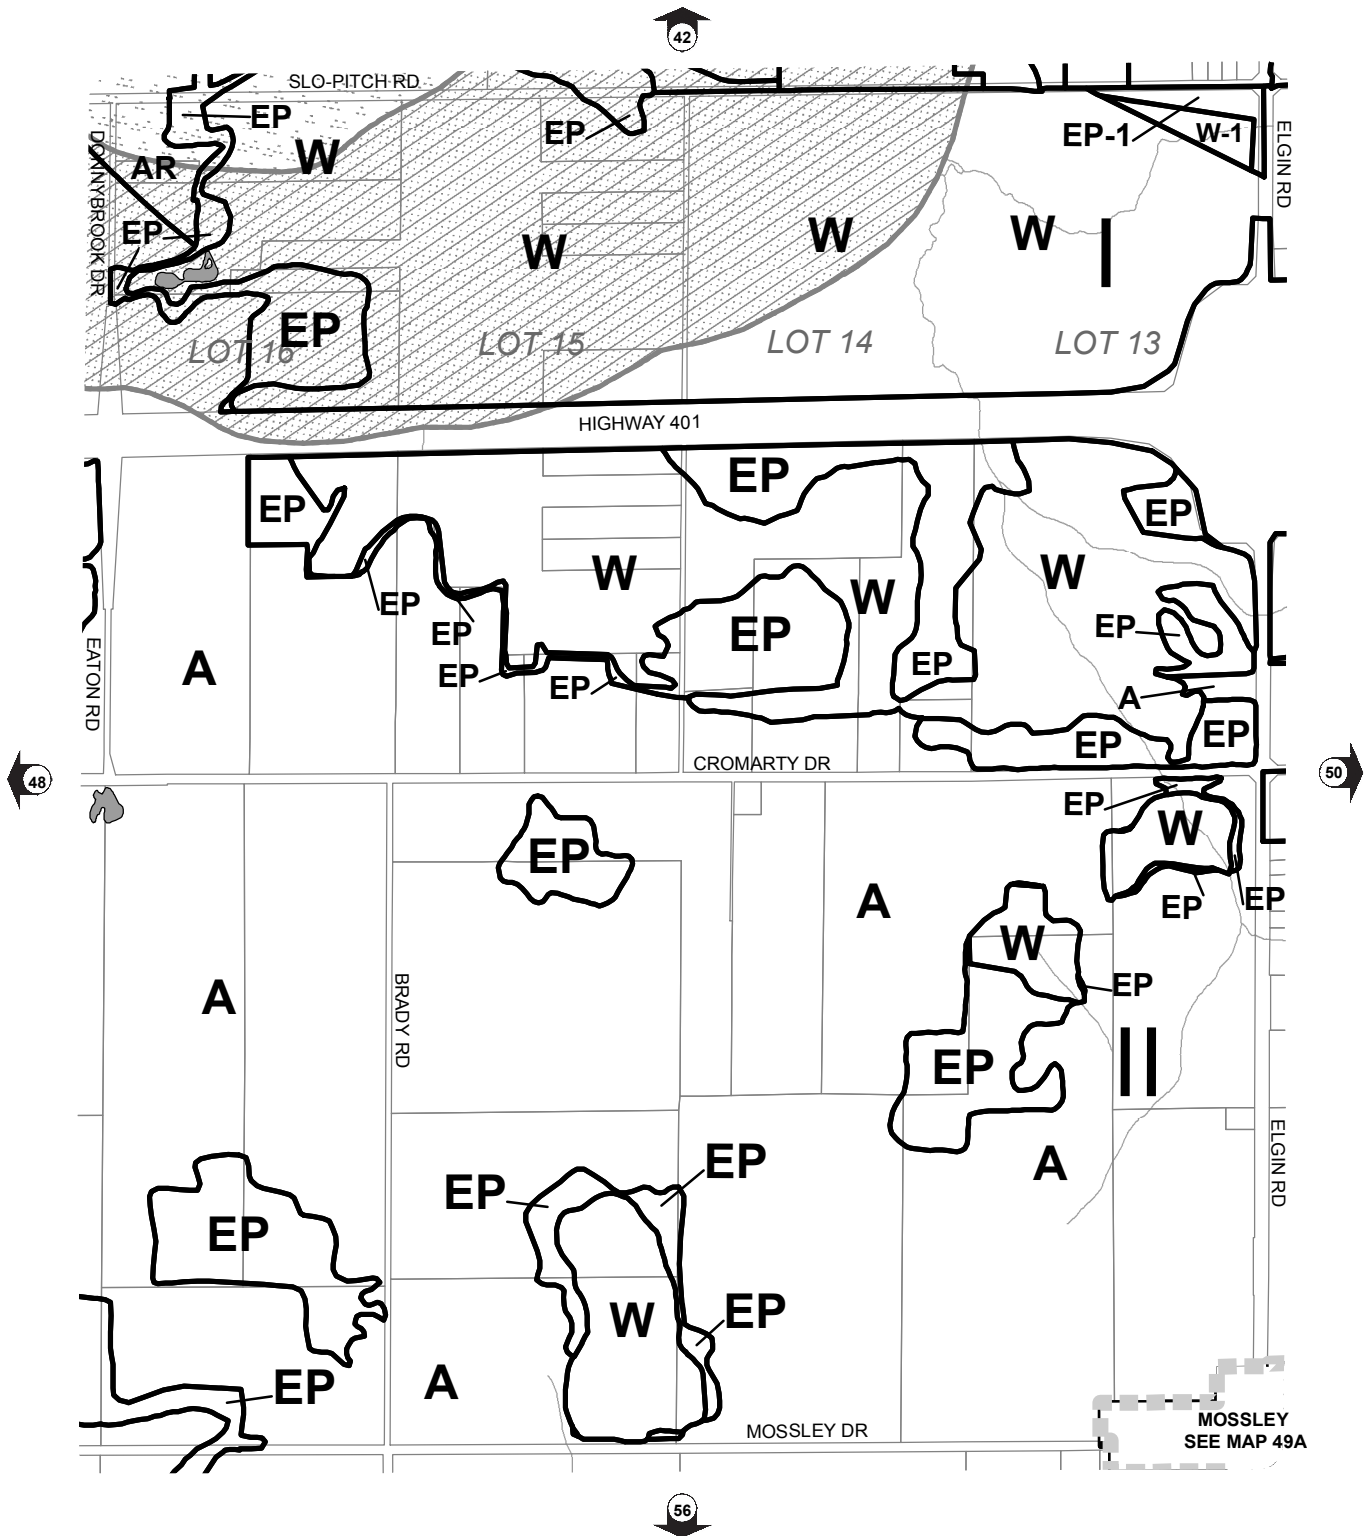 42
SLO-PITCH RD
EP
EP
EP-1
W-1
ELGIN RD
DONNYBROOK DR
AR
W
EP
W
W
W
I
EP
LOT 16
LOT 15
LOT 14
LOT 13
HIGHWAY 401
EP
EP
EP
W
W
W
EP
EP
EP
EP
EP
EATON RD
A
EP
EP
EP
A
EP
EP
CROMARTY DR
48
50
EP
W
EP
A
EP
EP
W
EP
A
BRADY RD
EP
II
ELGIN RD
A
EP
EP
EP
EP
W
EP
A
MOSSLEY DR
MOSSLEY
SEE MAP 49A
56